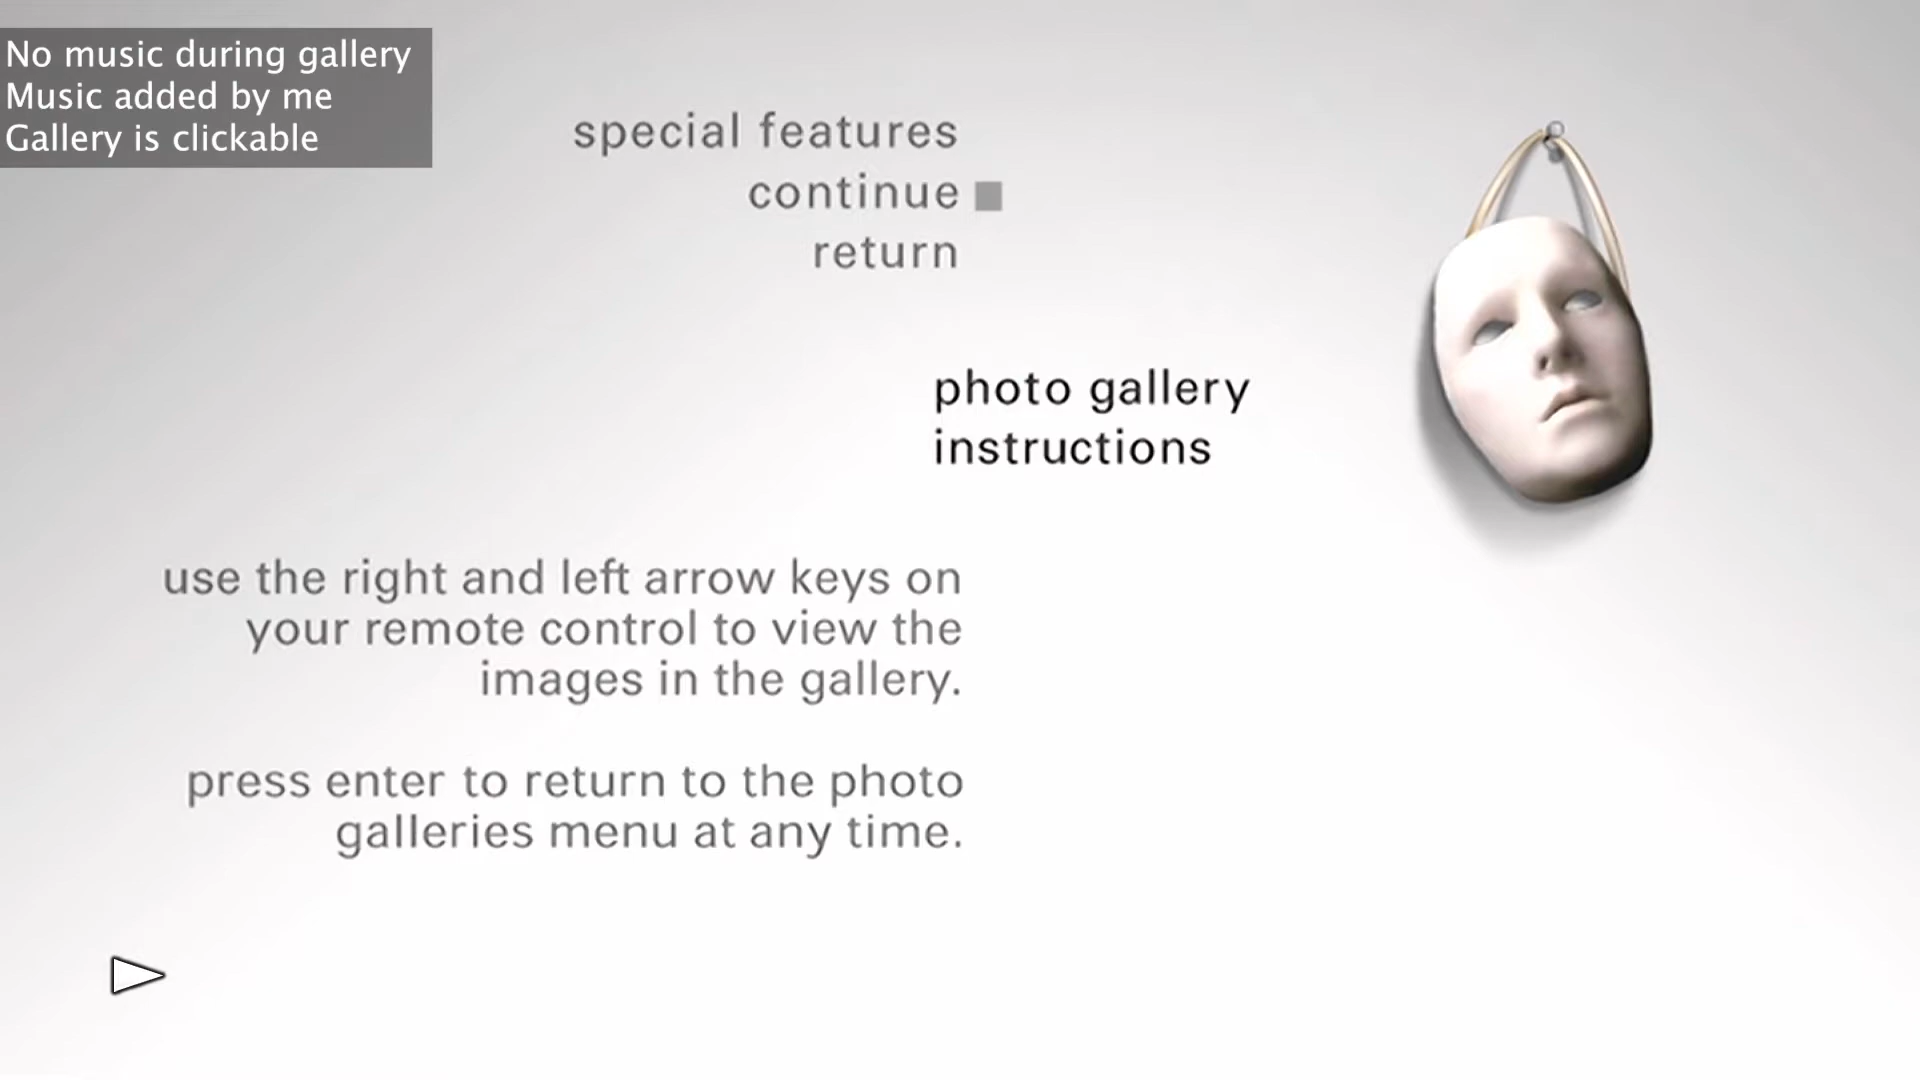 No music during gallery
Music added by me
Gallery is clickable
special features
continue
return
photo gallery
instructions
use the right and left arrow keys on
your remote control to view the
images in the gallery.
press enter to return to the photo
galleries menu at any time.